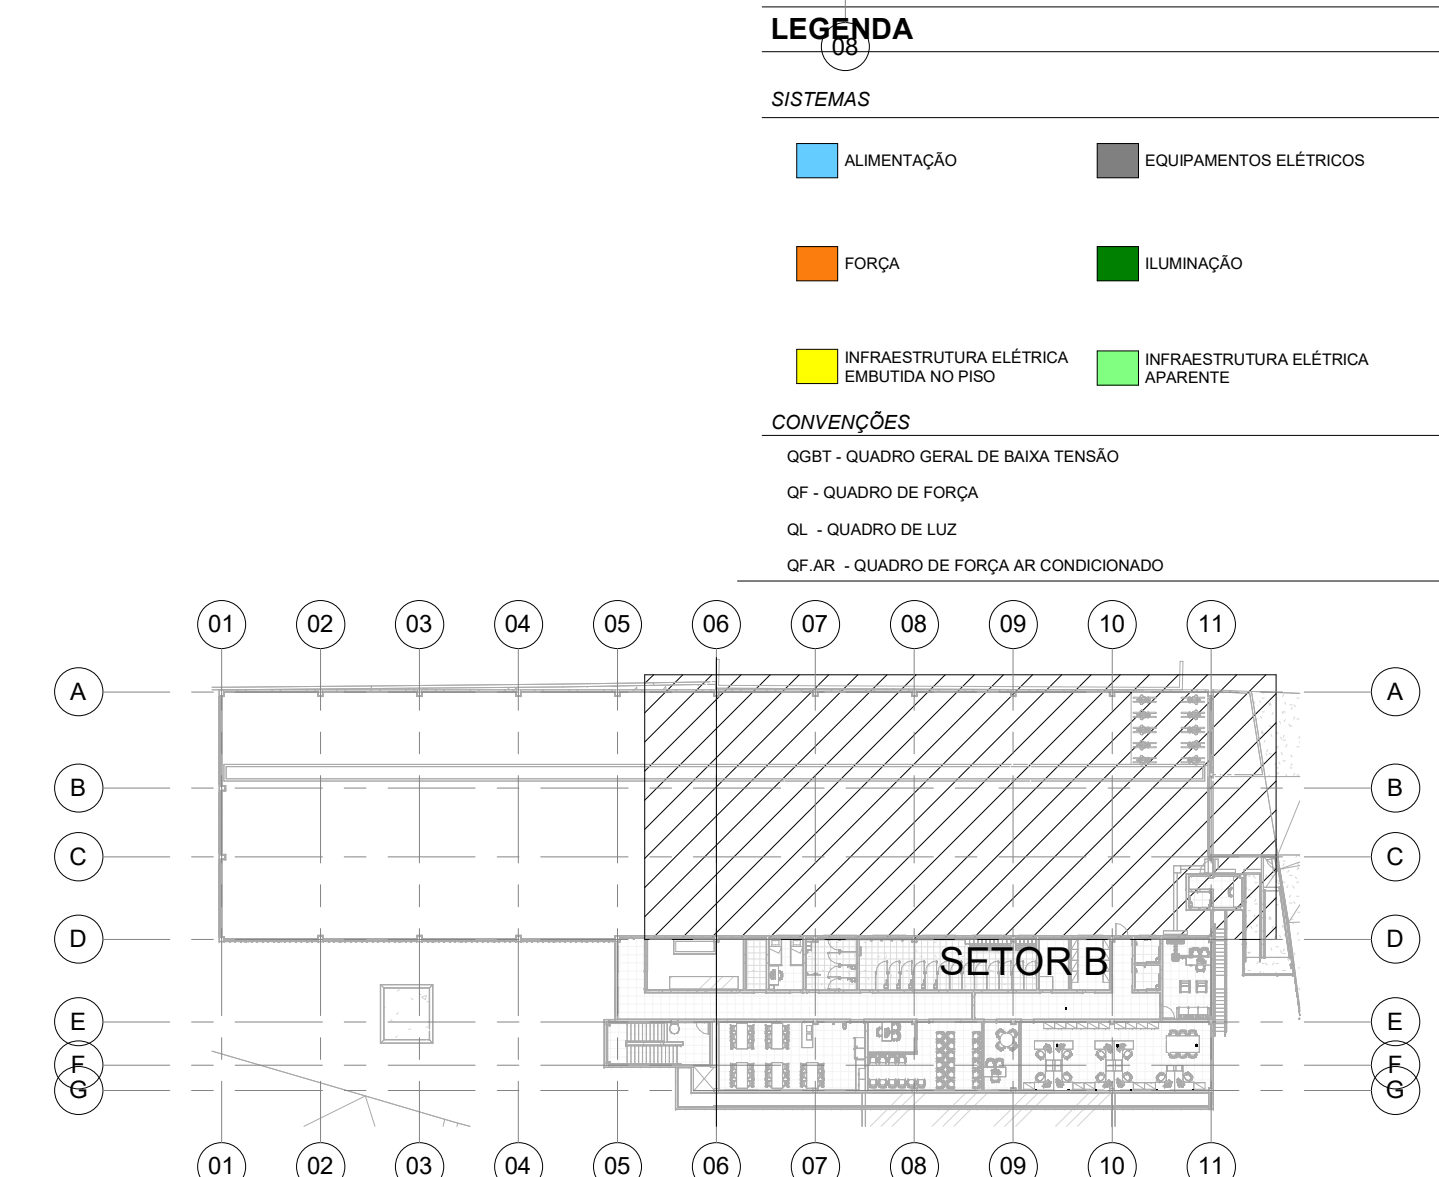 LEGENDA
08
SISTEMAS
ALIMENTAÇÃO
EQUIPAMENTOS ELÉTRICOS
FORÇA
ILUMINAÇÃO
INFRAESTRUTURA ELÉTRICA
EMBUTIDA NO PISO
INFRAESTRUTURA ELÉTRICA
APARENTE
CONVENÇÕES
QGBT - QUADRO GERAL DE BAIXA TENSÃO
QF - QUADRO DE FORÇA
QL - QUADRO DE LUZ
QF.AR - QUADRO DE FORÇA AR CONDICIONADO
01 02 03 04 05 06 07 08 09 10 11
A A
B B
C C
D D
SETOR B
E E
F F
G G
01 02 03 04 05 06 07 08 09 10 11